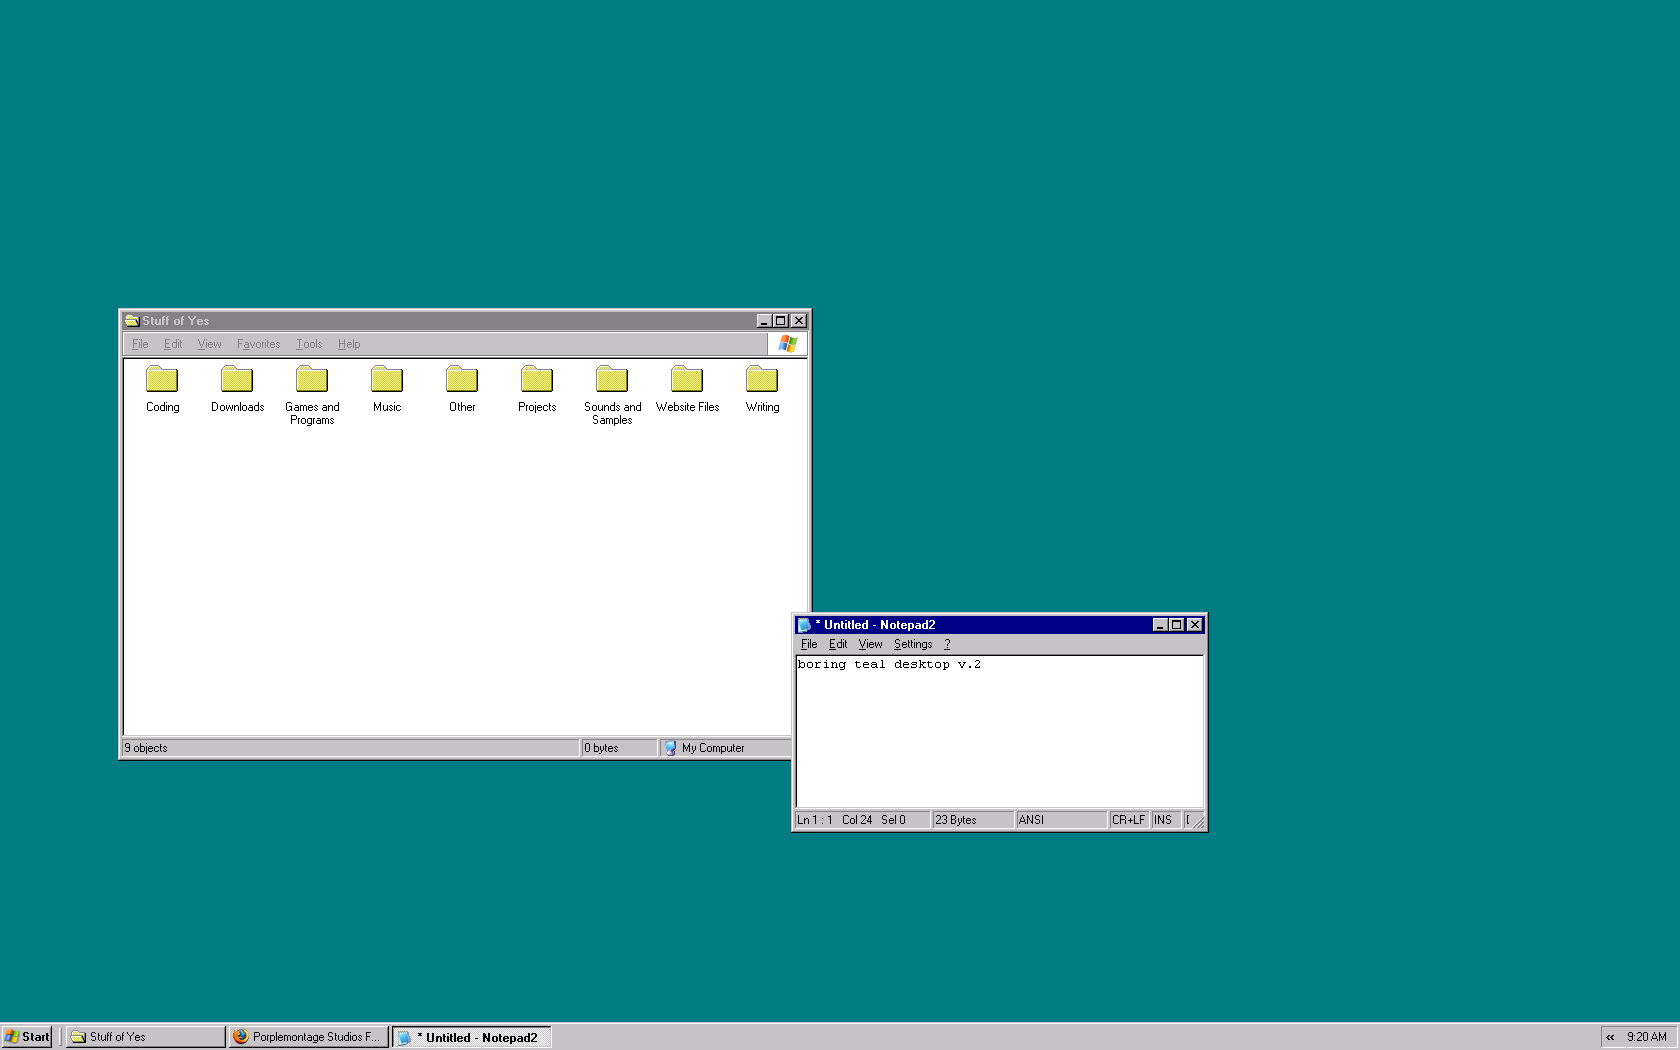 Stuff of Yes
File Edit View Favorites Tools Help
Coding Downloads Games and Programs Music Other Projects Sounds and Samples Website Files Writing
9 objects 0 bytes My Computer
* Untitled - Notepad2
File Edit View Settings ?
boring teal desktop v.2
Ln 1 : 1 Col 24 Sel 0 23 Bytes ANSI CR+LF INS
Start Stuff of Yes Porplemontage Studios F... * Untitled - Notepad2 « 9:20 AM